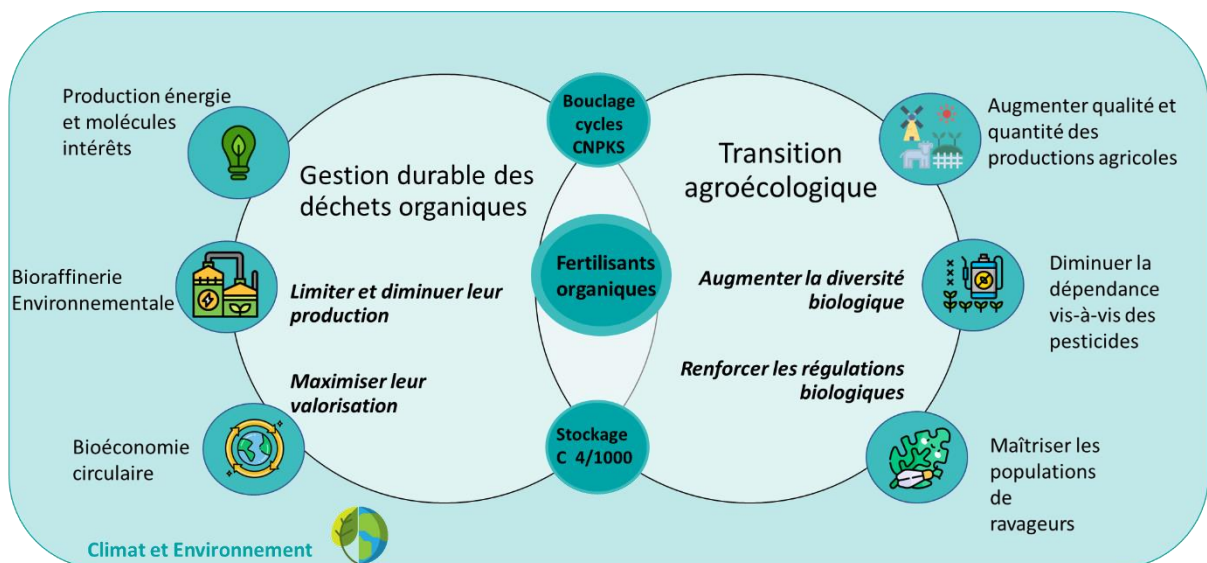 Production énergie
et molécules
intérêts
Bioraffinerie
Environnementale
Bioéconomie
circulaire
Gestion durable des
déchets organiques
Limiter et diminuer leur
production
Maximiser leur
valorisation
Bouclage
cycles
CNPKS
Fertilisants
organiques
Stockage
C 4/1000
Transition
agroécologique
Augmenter la diversité
biologique
Renforcer les régulations
biologiques
Augmenter qualité et
quantité des
productions agricoles
Diminuer la
dépendance
vis-à-vis des
pesticides
Maîtriser les
populations
de
ravageurs
Climat et Environnement